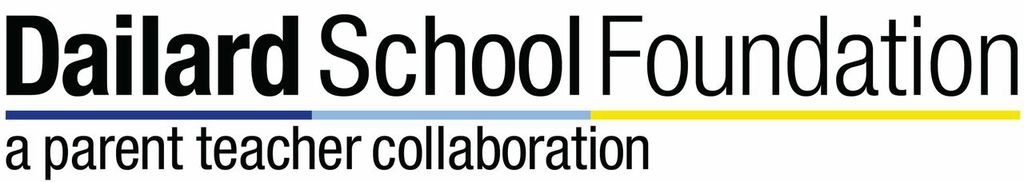 Dailard School Foundation
a parent teacher collaboration